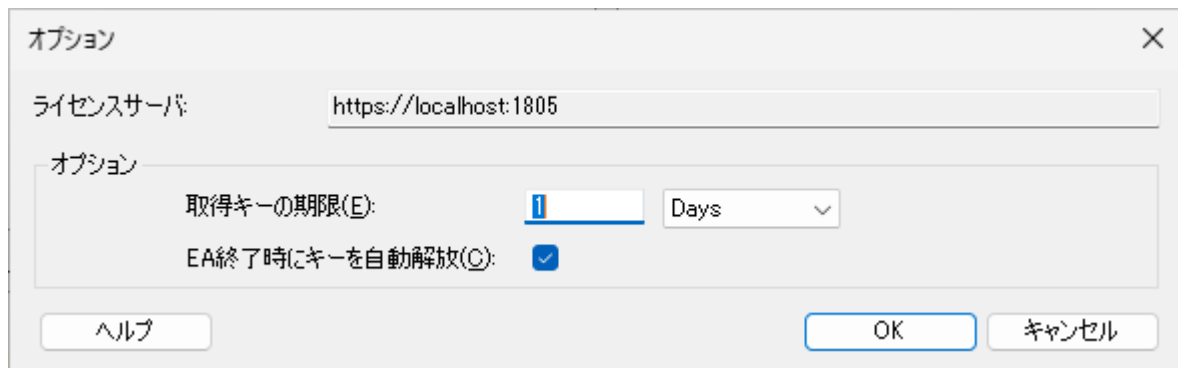 オプション
ライセンスサーバ: https://localhost:1805
オプション
取得キーの期限(E): 1 Days
EA終了時にキーを自動解放(C):
ヘルプ OK キャンセル